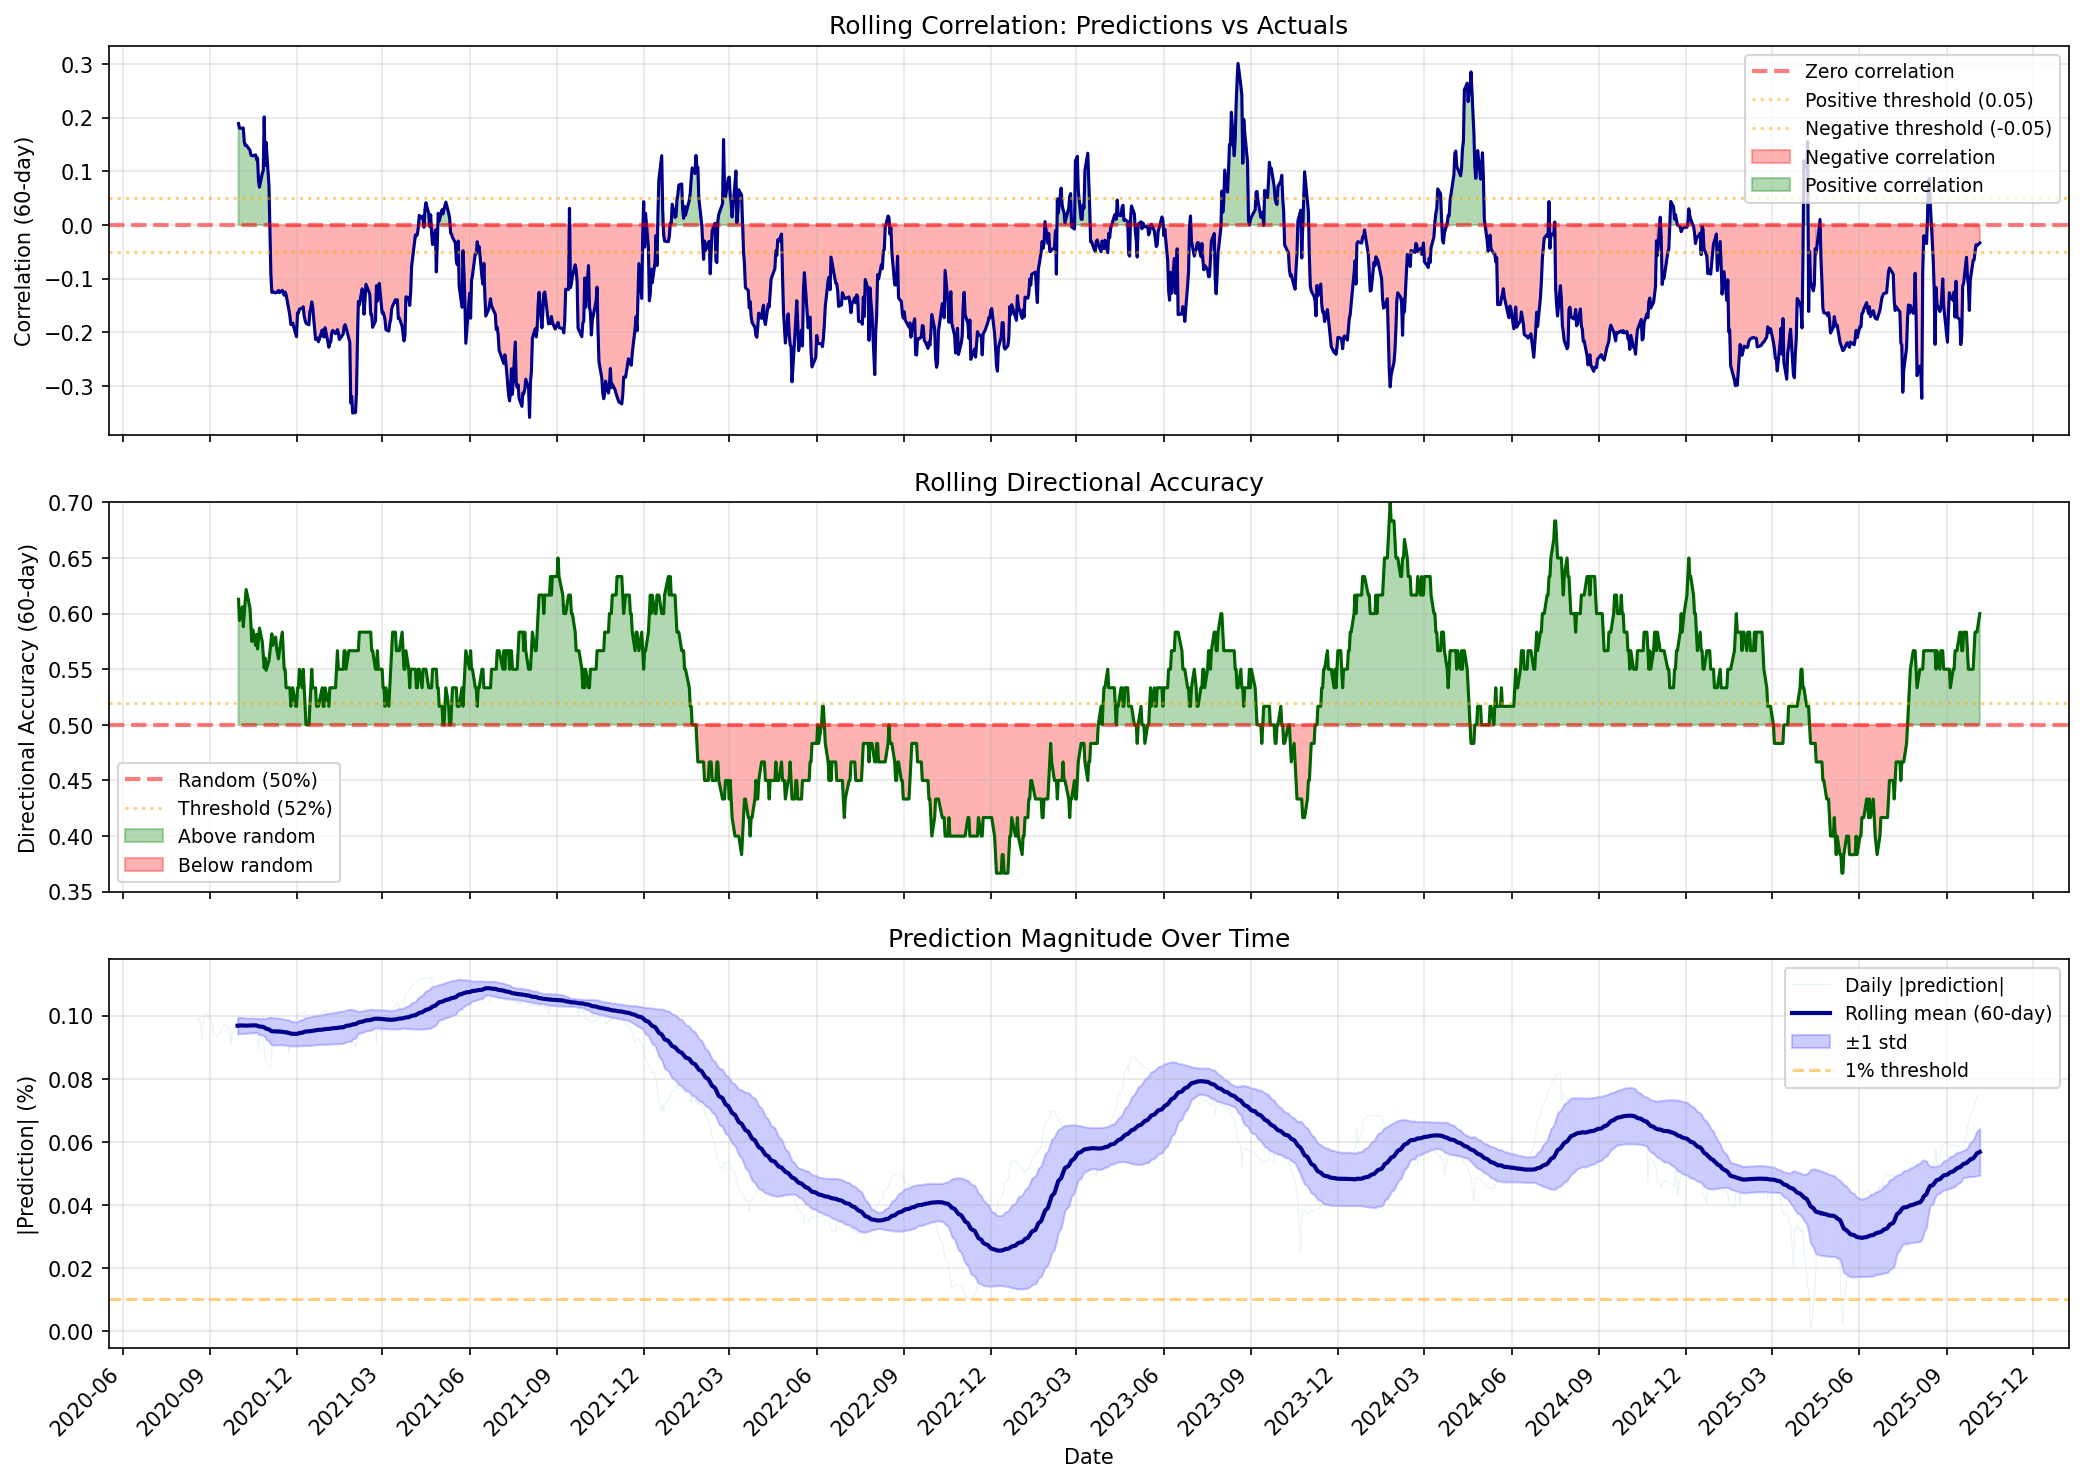 Rolling Correlation: Predictions vs Actuals
Correlation (60-day)
0.3
0.2
0.1
0.0
−0.1
−0.2
−0.3
Zero correlation
Positive threshold (0.05)
Negative threshold (-0.05)
Negative correlation
Positive correlation
Rolling Directional Accuracy
Directional Accuracy (60-day)
0.70
0.65
0.60
0.55
0.50
0.45
0.40
0.35
Random (50%)
Threshold (52%)
Above random
Below random
Prediction Magnitude Over Time
|Prediction| (%)
0.10
0.08
0.06
0.04
0.02
0.00
Daily |prediction|
Rolling mean (60-day)
±1 std
1% threshold
2020-06
2020-09
2020-12
2021-03
2021-06
2021-09
2021-12
2022-03
2022-06
2022-09
2022-12
2023-03
2023-06
2023-09
2023-12
2024-03
2024-06
2024-09
2024-12
2025-03
2025-06
2025-09
2025-12
Date